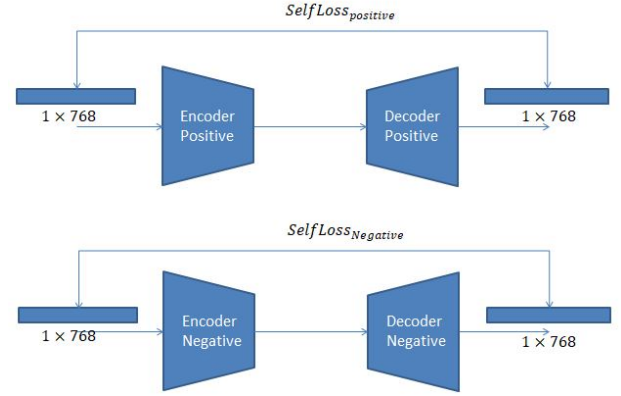 SelfLoss_positive
Encoder Positive
Decoder Positive
1 × 768
1 × 768
SelfLoss_Negative
Encoder Negative
Decoder Negative
1 × 768
1 × 768